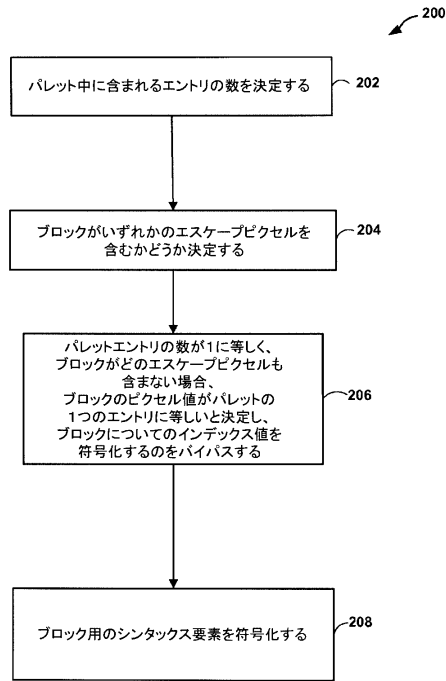 200
パレット中に含まれるエントリの数を決定する
202
ブロックがいずれかのエスケープピクセルを
含むかどうか決定する
204
パレットエントリの数が1に等しく、
ブロックがどのエスケープピクセルも
含まない場合、
ブロックのピクセル値がパレットの
1つのエントリに等しいと決定し、
ブロックについてのインデックス値を
符号化するのをバイパスする
206
ブロック用のシンタックス要素を符号化する
208